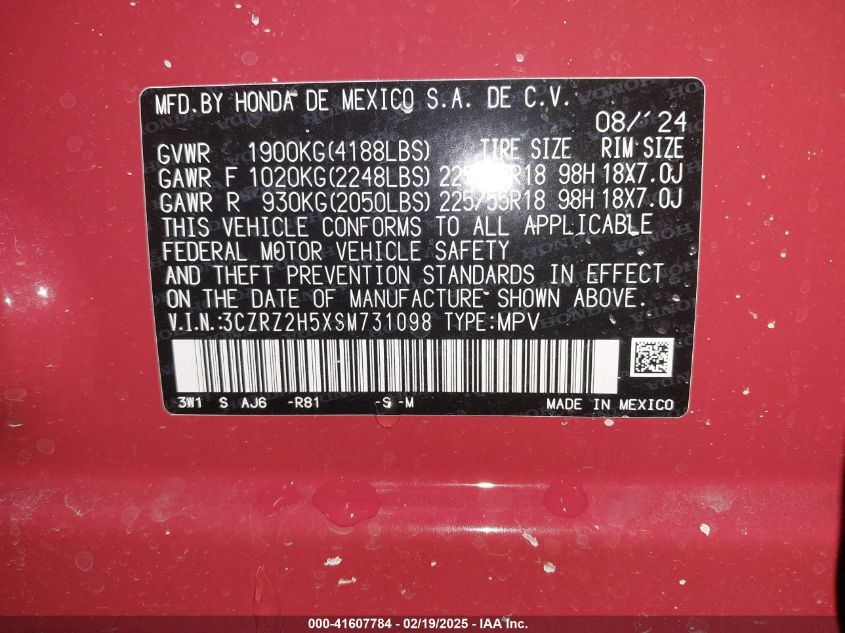 MFD.BY HONDA DE MEXICO S.A. DE C.V.
08/ 24
GVWR 1900KG(4188LBS) TIRE SIZE RIM SIZE
GAWR F 1020KG(2248LBS) 225/55R18 98H 18X7.0J
GAWR R 930KG(2050LBS) 225/55R18 98H 18X7.0J
THIS VEHICLE CONFORMS TO ALL APPLICABLE
FEDERAL MOTOR VEHICLE SAFETY
AND THEFT PREVENTION STANDARDS IN EFFECT
ON THE DATE OF MANUFACTURE SHOWN ABOVE.
V.I.N.:3CZRZ2H5XSM731098 TYPE:MPV
3W1 S AJ6 -R81 -S -M MADE IN MEXICO
000-41607784 - 02/19/2025 - IAA Inc.